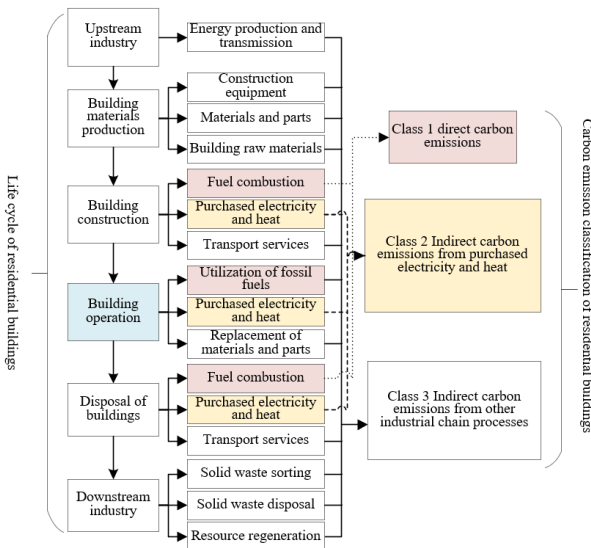 Life cycle of residential buildings
Upstream
industry
Energy production and
transmission
Building
materials
production
Construction
equipment
Materials and parts
Building raw materials
Building
construction
Fuel combustion
Purchased electricity
and heat
Transport services
Building
operation
Utilization of fossil
fuels
Purchased electricity
and heat
Replacement of
materials and parts
Disposal of
buildings
Fuel combustion
Purchased electricity
and heat
Transport services
Downstream
industry
Solid waste sorting
Solid waste disposal
Resource regeneration
Class 1 direct carbon
emissions
Class 2 Indirect carbon
emissions from purchased
electricity and heat
Class 3 Indirect carbon
emissions from other
industrial chain processes
Carbon emission classification of residential buildings